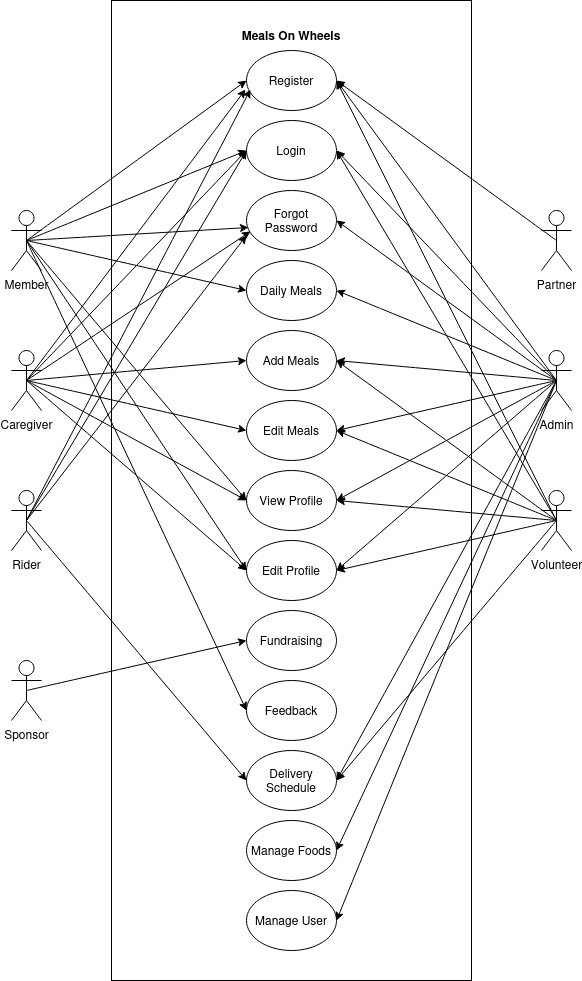 Meals On Wheels
Register
Login
Forgot
Password
Daily Meals
Add Meals
Edit Meals
View Profile
Edit Profile
Fundraising
Feedback
Delivery
Schedule
Manage Foods
Manage User
Member
Caregiver
Rider
Sponsor
Partner
Admin
Volunteer